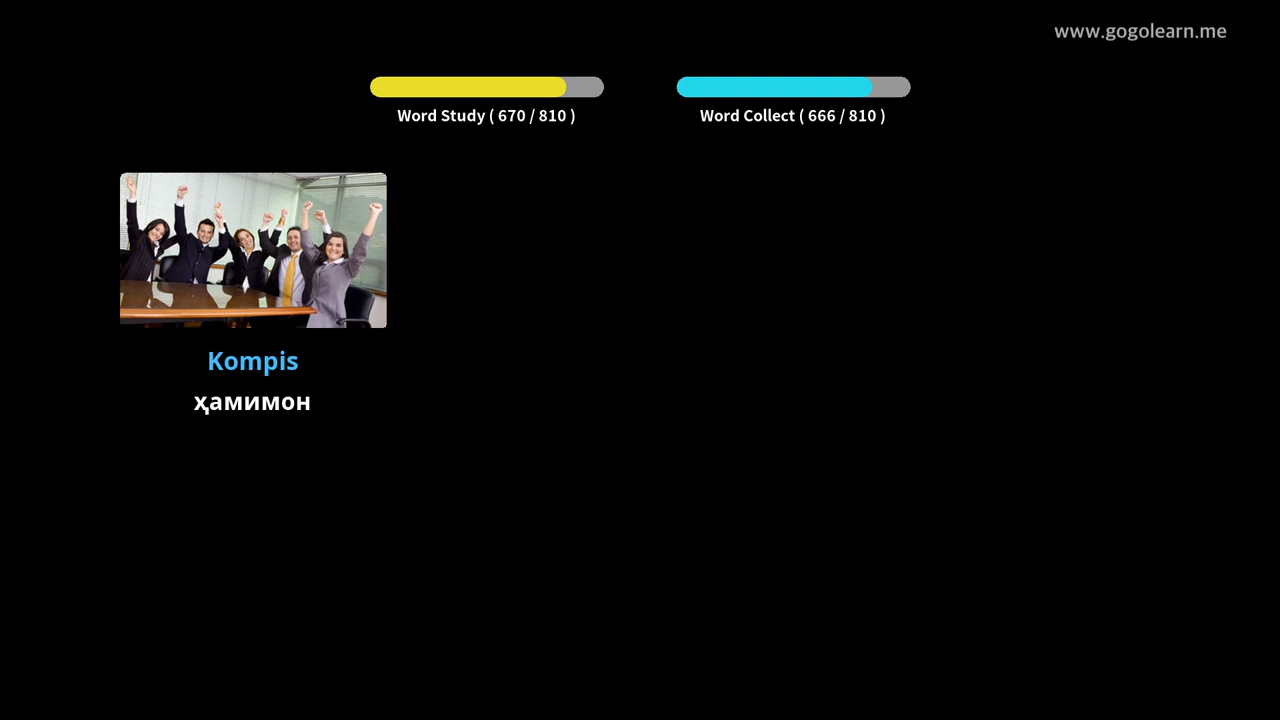 www.gogolearn.me
Word Study ( 670 / 810 )
Word Collect ( 666 / 810 )
Kompis
ҳамимон